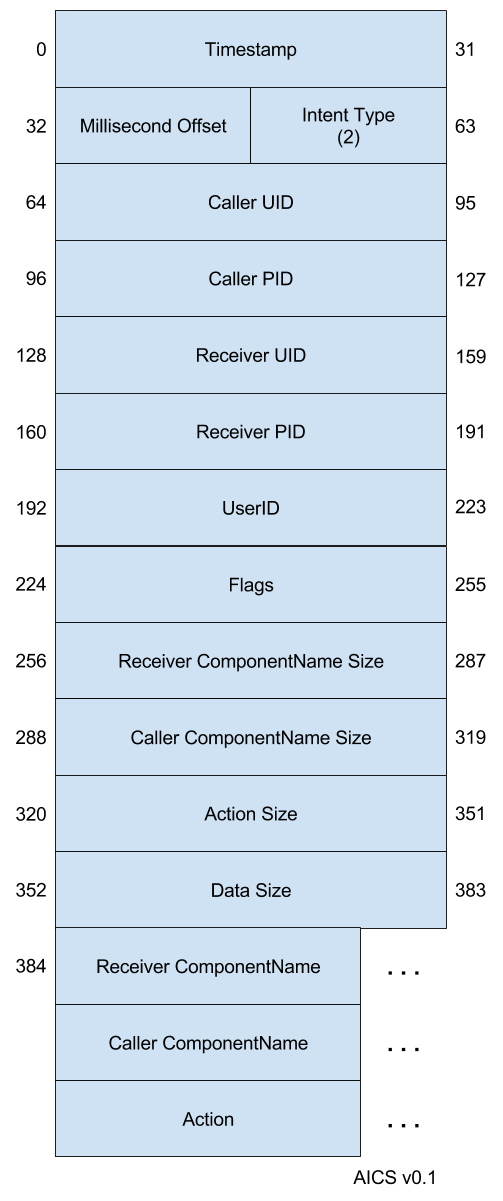 0 Timestamp 31
32 Millisecond Offset Intent Type 63
(2)
64 Caller UID 95
96 Caller PID 127
128 Receiver UID 159
160 Receiver PID 191
192 UserID 223
224 Flags 255
256 Receiver ComponentName Size 287
288 Caller ComponentName Size 319
320 Action Size 351
352 Data Size 383
384 Receiver ComponentName ...
Caller ComponentName ...
Action ...
AICS v0.1